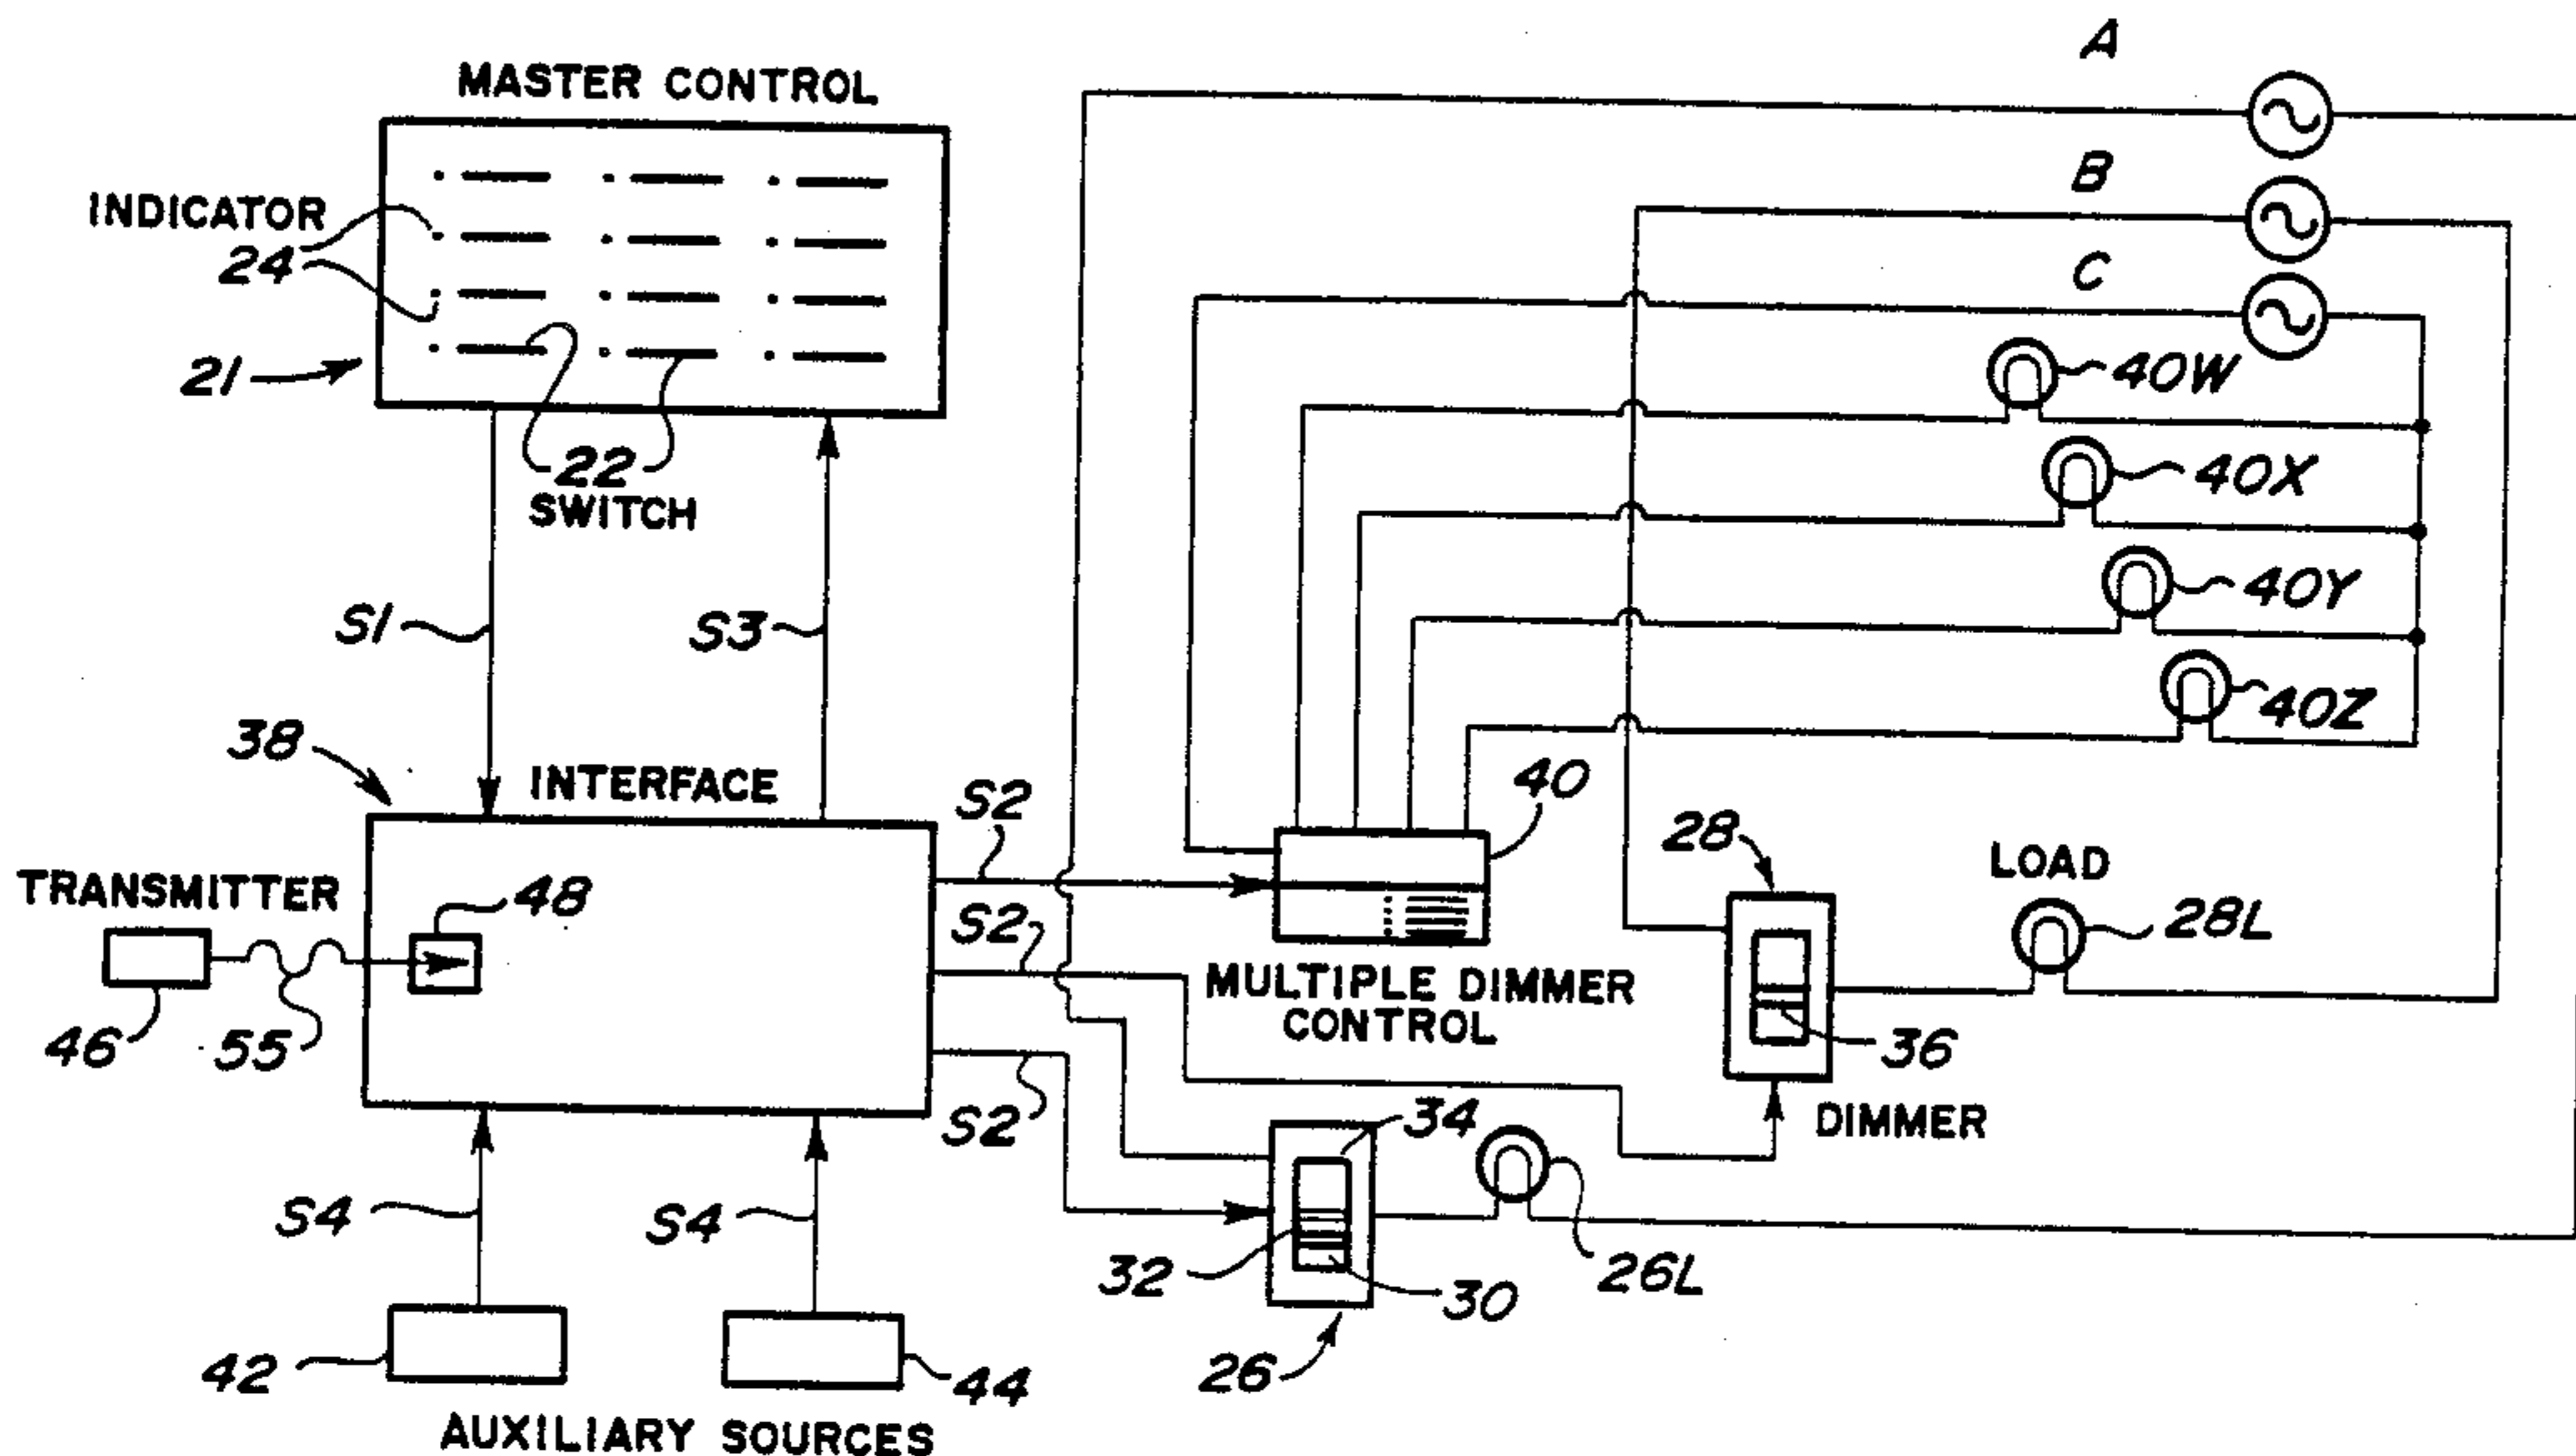 A
MASTER CONTROL
B
INDICATOR
24
C
21
40W
22
SWITCH
40X
40Y
S1
S3
40Z
38
INTERFACE
S2
40
28
LOAD
TRANSMITTER
48
S2
28L
46
55
MULTIPLE DIMMER
CONTROL
36
S2
34
DIMMER
S4
S4
32
30
26L
42
44
26
AUXILIARY SOURCES